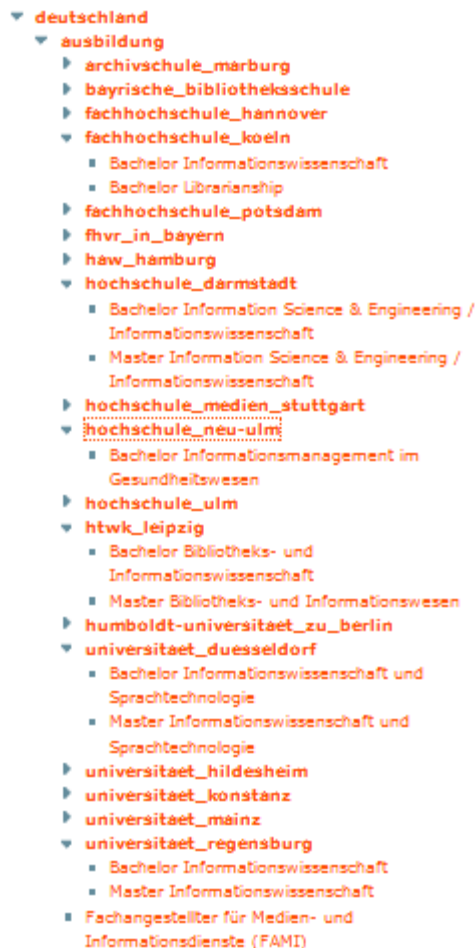 deutschland
ausbildung
archivschule_marburg
bayrische_bibliotheksschule
fachhochschule_hannover
fachhochschule_koeln
Bachelor Informationswissenschaft
Bachelor Librarianship
fachhochschule_potsdam
fhvr_in_bayern
haw_hamburg
hochschule_darmstadt
Bachelor Information Science & Engineering /
Informationswissenschaft
Master Information Science & Engineering /
Informationswissenschaft
hochschule_medien_stuttgart
hochschule_neu-ulm
Bachelor Informationsmanagement im
Gesundheitswesen
hochschule_ulm
htwk_leipzig
Bachelor Bibliotheks- und
Informationswissenschaft
Master Bibliotheks- und Informationswesen
humboldt-universitaet_zu_berlin
universitaet_duesseldorf
Bachelor Informationswissenschaft und
Sprachtechnologie
Master Informationswissenschaft und
Sprachtechnologie
universitaet_hildesheim
universitaet_konstanz
universitaet_mainz
universitaet_regensburg
Bachelor Informationswissenschaft
Master Informationswissenschaft
Fachangestellter für Medien- und
Informationsdienste (FAMI)